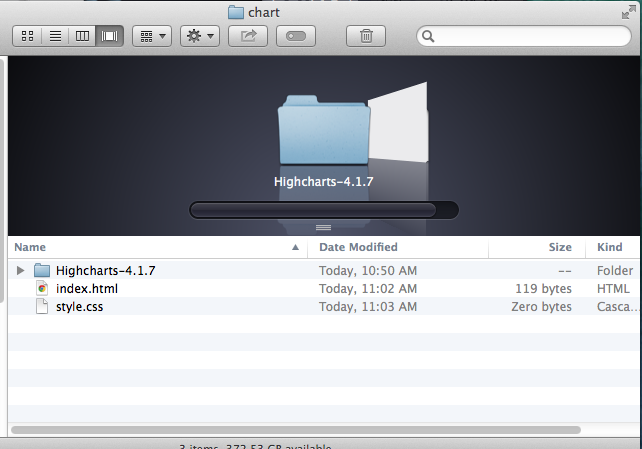 chart
Highcharts-4.1.7
Name Date Modified Size Kind
Highcharts-4.1.7 Today, 10:50 AM -- Folder
index.html Today, 11:02 AM 119 bytes HTML
style.css Today, 11:03 AM Zero bytes Casca...
3 items, 372.53 GB available